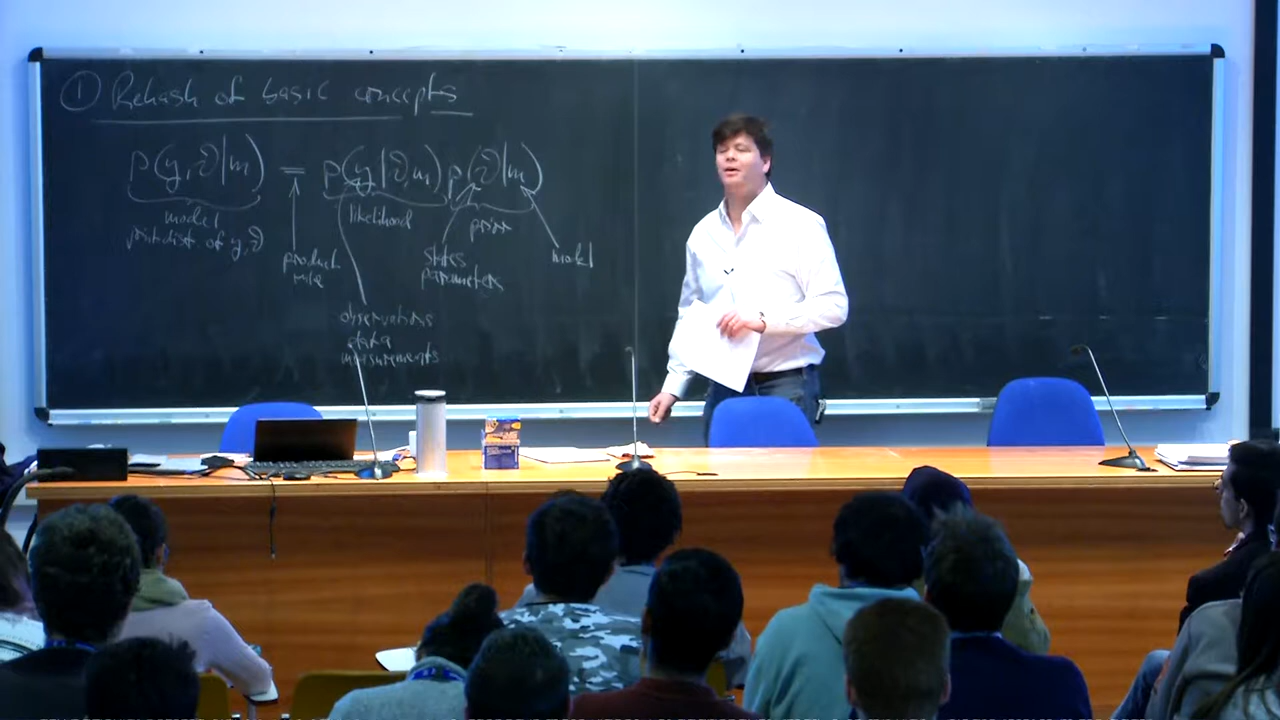 ① Rehash of basic concepts
p(y,ϑ|m) = p(y|ϑ,m) p(ϑ|m)
model
joint dist of y,ϑ
product
rule
likelihood
prior
states
parameters
model
observations
data
measurements